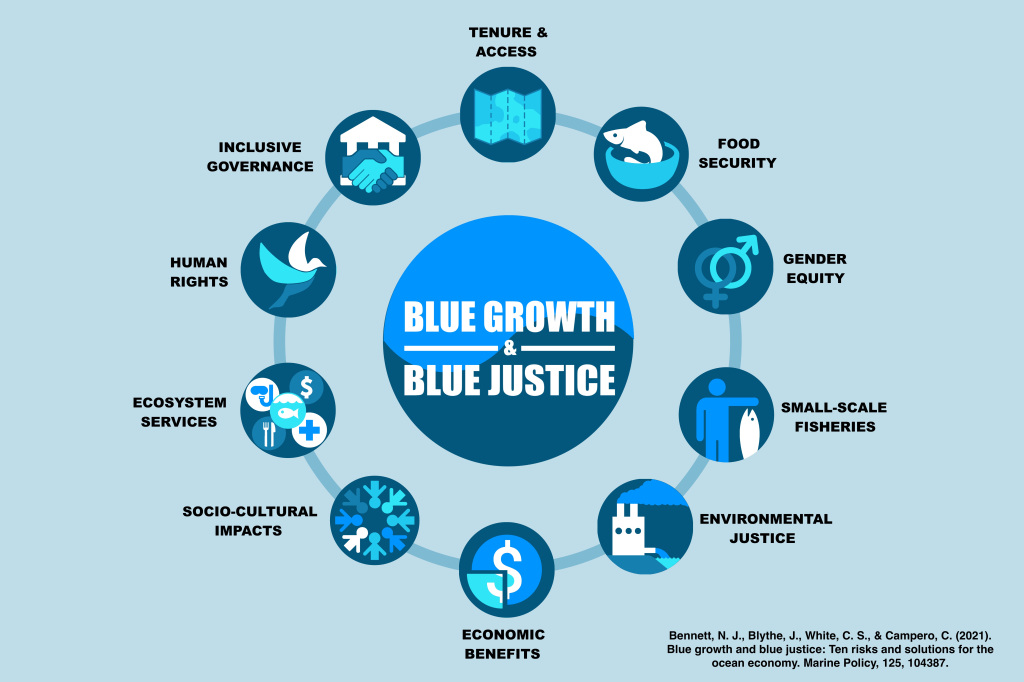 TENURE &
ACCESS
FOOD
SECURITY
GENDER
EQUITY
SMALL-SCALE
FISHERIES
ENVIRONMENTAL
JUSTICE
ECONOMIC
BENEFITS
SOCIO-CULTURAL
IMPACTS
ECOSYSTEM
SERVICES
HUMAN
RIGHTS
INCLUSIVE
GOVERNANCE
BLUE GROWTH
&
BLUE JUSTICE
$
$
Bennett, N. J., Blythe, J., White, C. S., & Campero, C. (2021).
Blue growth and blue justice: Ten risks and solutions for the
ocean economy. Marine Policy, 125, 104387.